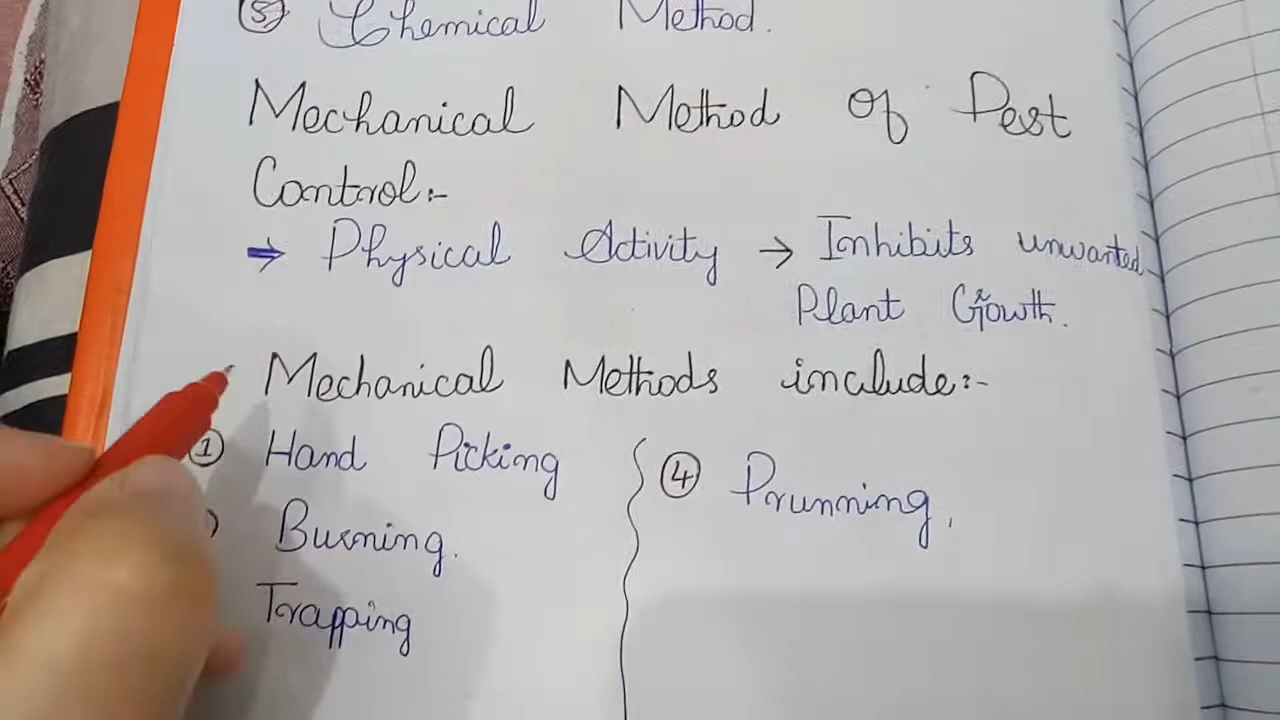 ⑤ Chemical Method.
Mechanical Method Of Pest
Control:-
⇒ Physical Activity → Inhibits unwanted
Plant Growth.
Mechanical Methods include:-
① Hand Picking
Burning.
Trapping
④ Prunning.